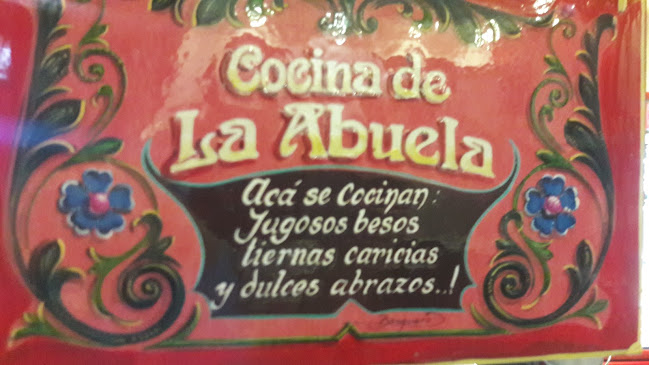 Cocina de
La Abuela
Acá se Cocinan:
Jugosos besos
tiernas caricias
y dulces abrazos..!